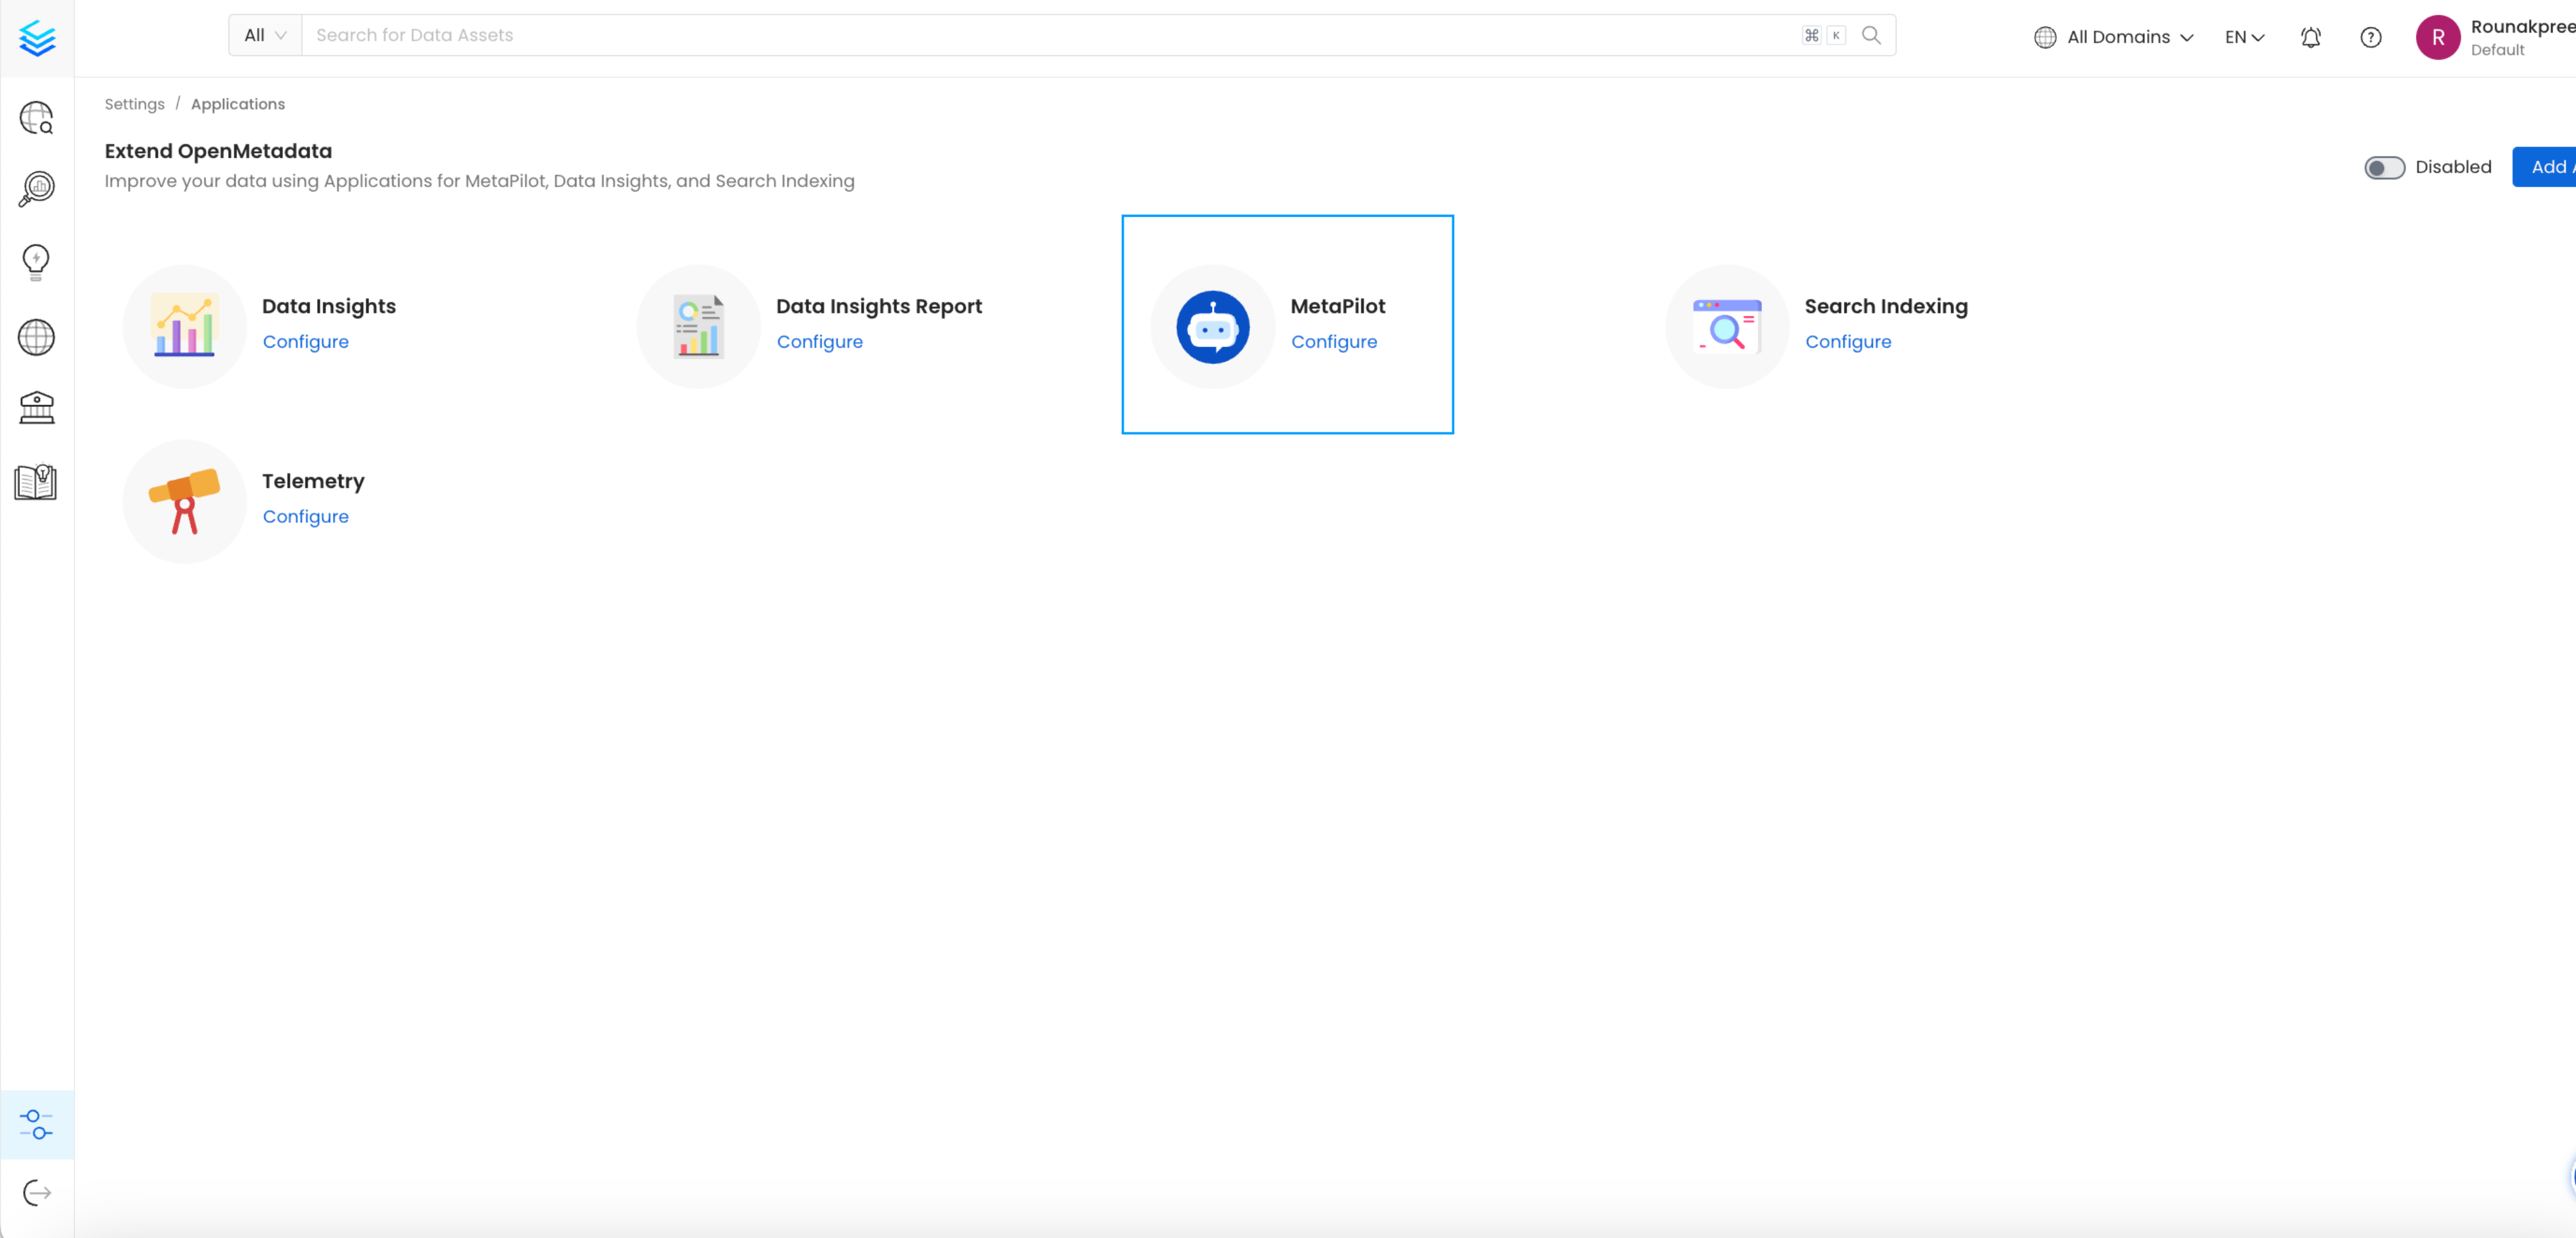 All
Search for Data Assets
⌘ K
All Domains
EN
R
Rounakpree
Default
Settings / Applications
Extend OpenMetadata
Improve your data using Applications for MetaPilot, Data Insights, and Search Indexing
Disabled
Add A
Data Insights
Configure
Data Insights Report
Configure
MetaPilot
Configure
Search Indexing
Configure
Telemetry
Configure